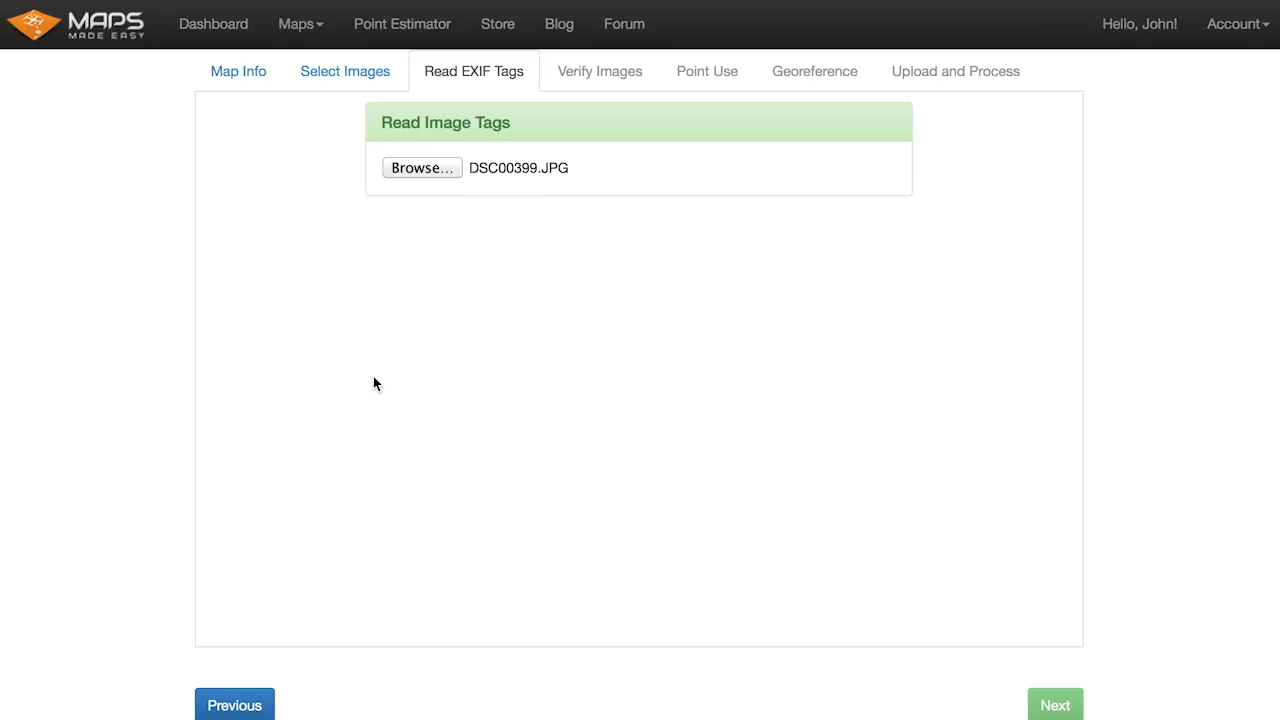 MAPS
MADE EASY
Dashboard Maps Point Estimator Store Blog Forum Hello, John! Account
Map Info Select Images Read EXIF Tags Verify Images Point Use Georeference Upload and Process
Read Image Tags
Browse... DSC00399.JPG
Previous Next